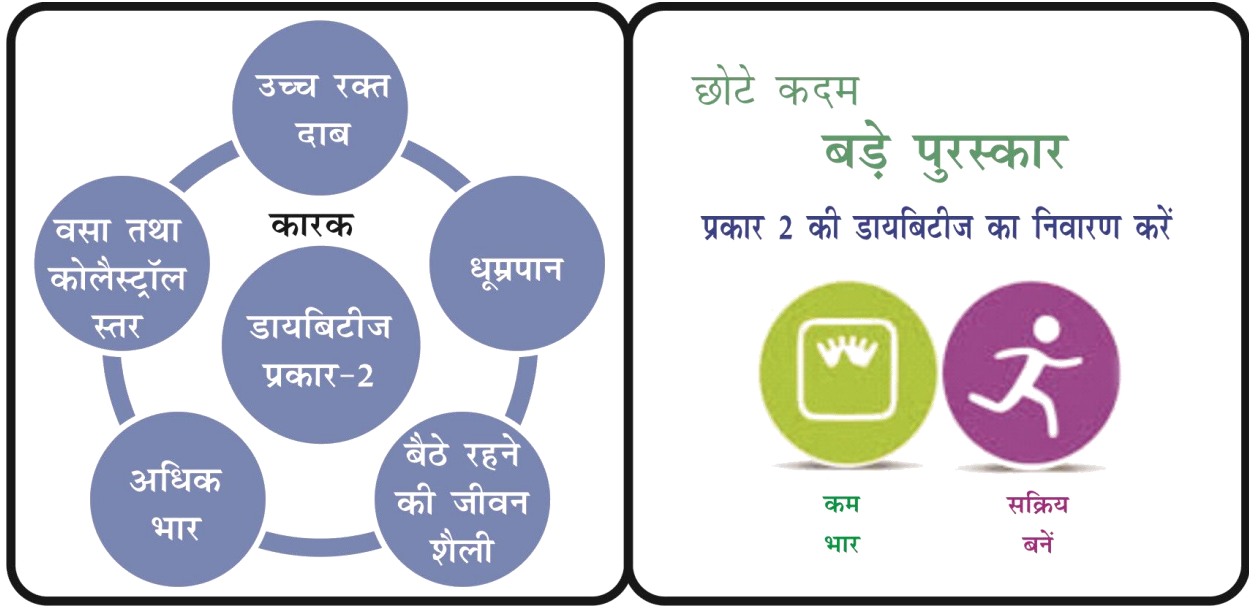 उच्च रक्त
दाब
कारक
वसा तथा
कोलैस्ट्रॉल
स्तर
धूम्रपान
डायबिटीज
प्रकार-2
अधिक
भार
बैठे रहने
की जीवन
शैली
छोटे कदम
बड़े पुरस्कार
प्रकार 2 की डायबिटीज का निवारण करें
कम
भार
सक्रिय
बनें